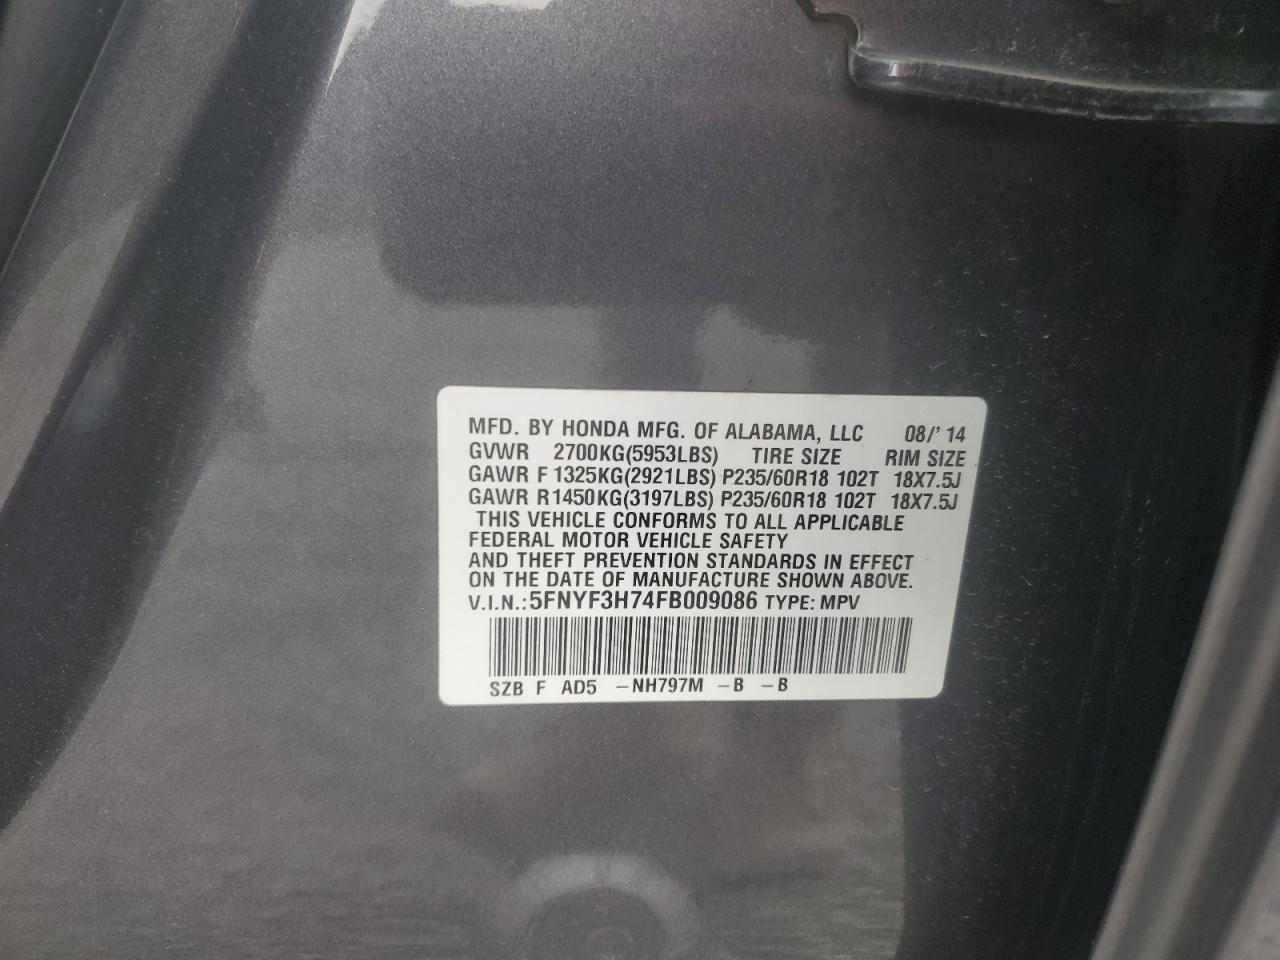 MFD. BY HONDA MFG. OF ALABAMA, LLC 08/' 14
GVWR 2700KG(5953LBS) TIRE SIZE RIM SIZE
GAWR F 1325KG(2921LBS) P235/60R18 102T 18X7.5J
GAWR R1450KG(3197LBS) P235/60R18 102T 18X7.5J
THIS VEHICLE CONFORMS TO ALL APPLICABLE
FEDERAL MOTOR VEHICLE SAFETY
AND THEFT PREVENTION STANDARDS IN EFFECT
ON THE DATE OF MANUFACTURE SHOWN ABOVE.
V.I.N.:5FNYF3H74FB009086 TYPE: MPV
SZB F AD5 -NH797M -B -B